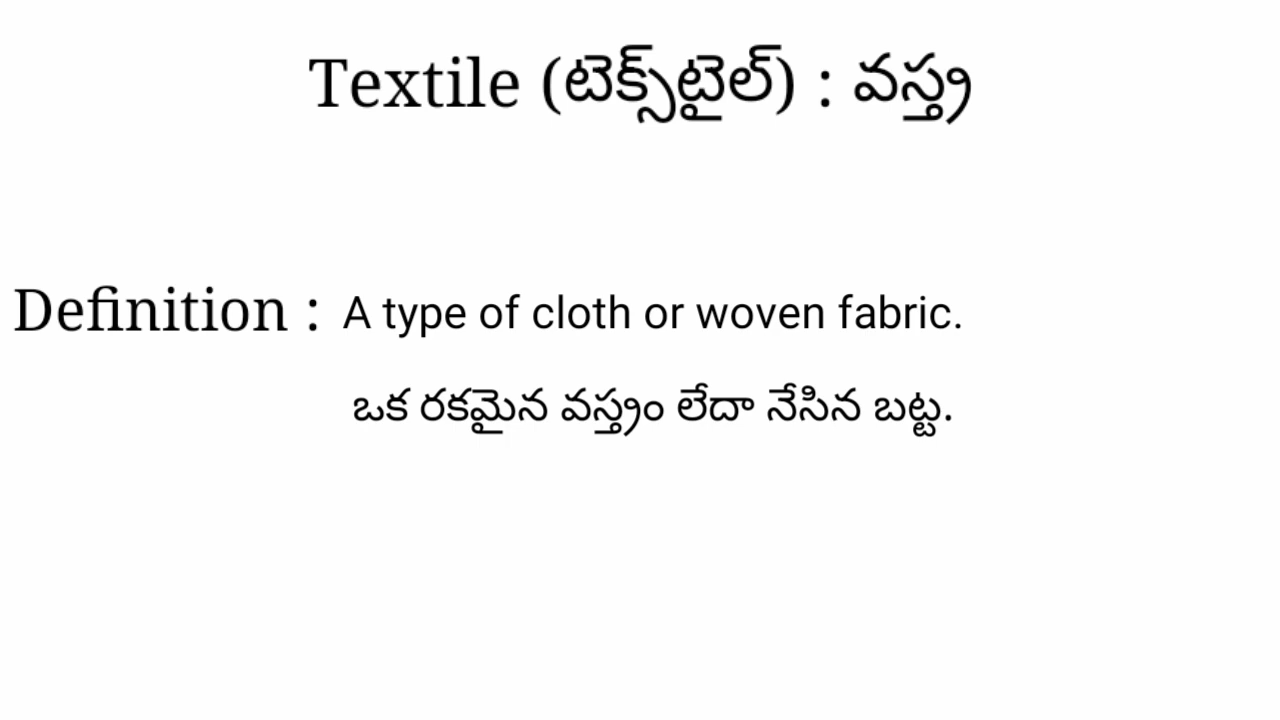 Textile (టెక్స్‌టైల్) : వస్త్ర
Definition : A type of cloth or woven fabric.
ఒక రకమైన వస్త్రం లేదా నేసిన బట్ట.